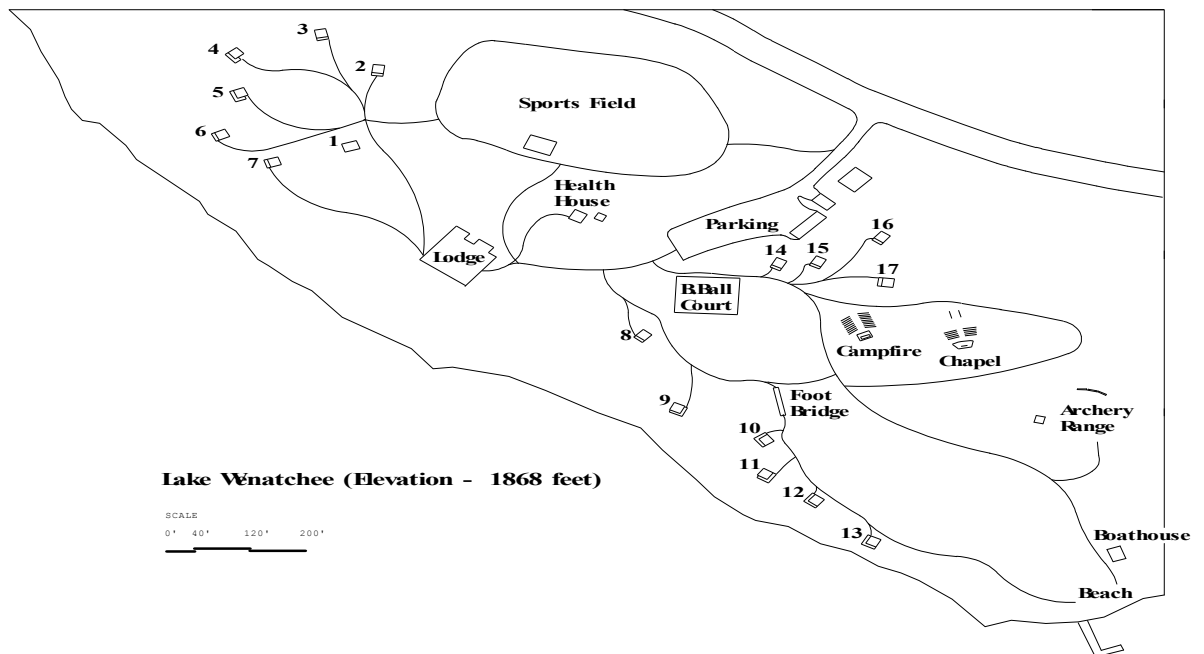 3
4
2
5
Sports Field
6
1
7
Health
House
Parking
16
15
14
Lodge
17
B.Ball
Court
8
Campfire
Chapel
9
Foot
Bridge
Archery
Range
10
11
Lake Wenatchee (Elevation - 1868 feet)
12
SCALE
0' 40' 120' 200'
13
Boathouse
Beach